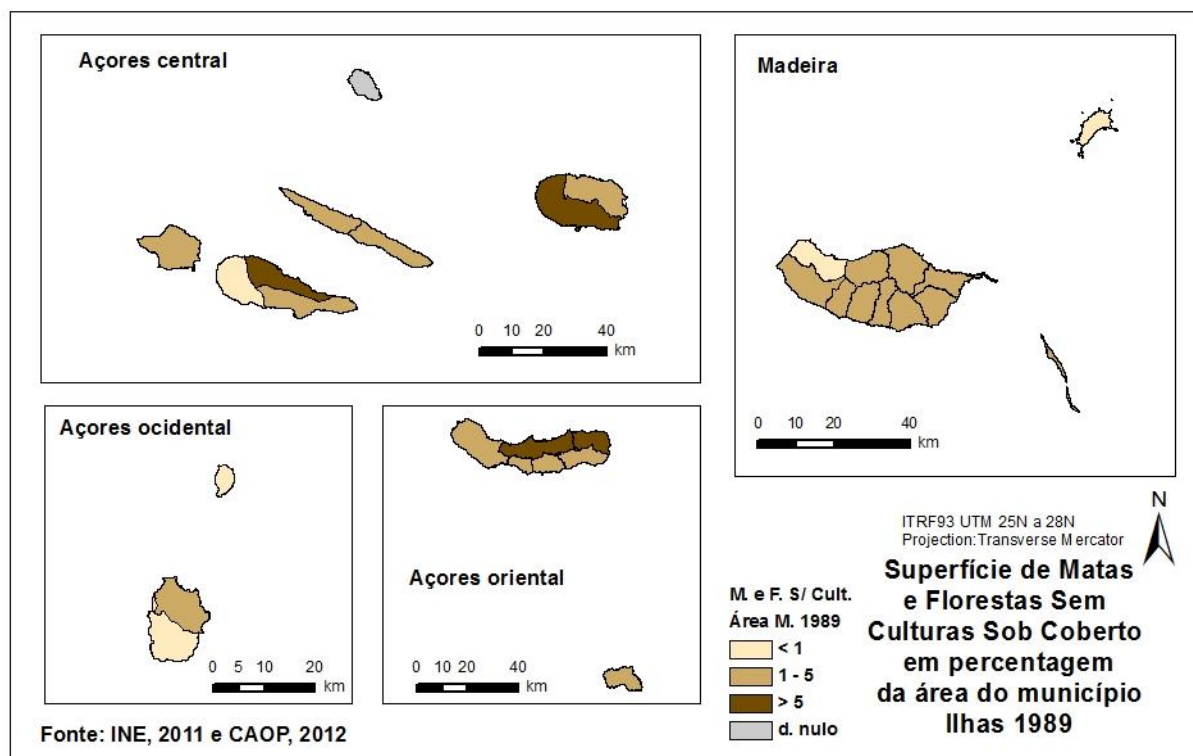 Açores central
0 10 20 40
km
Madeira
0 10 20 40
km
Açores ocidental
0 5 10 20
km
Açores oriental
0 10 20 40
km
N
ITRF93 UTM 25N a 28N
Projection:Transverse Mercator
M. e F. S/ Cult.
Área M. 1989
< 1
1 - 5
> 5
d. nulo
Superfície de Matas
e Florestas Sem
Culturas Sob Coberto
em percentagem
da área do município
Ilhas 1989
Fonte: INE, 2011 e CAOP, 2012